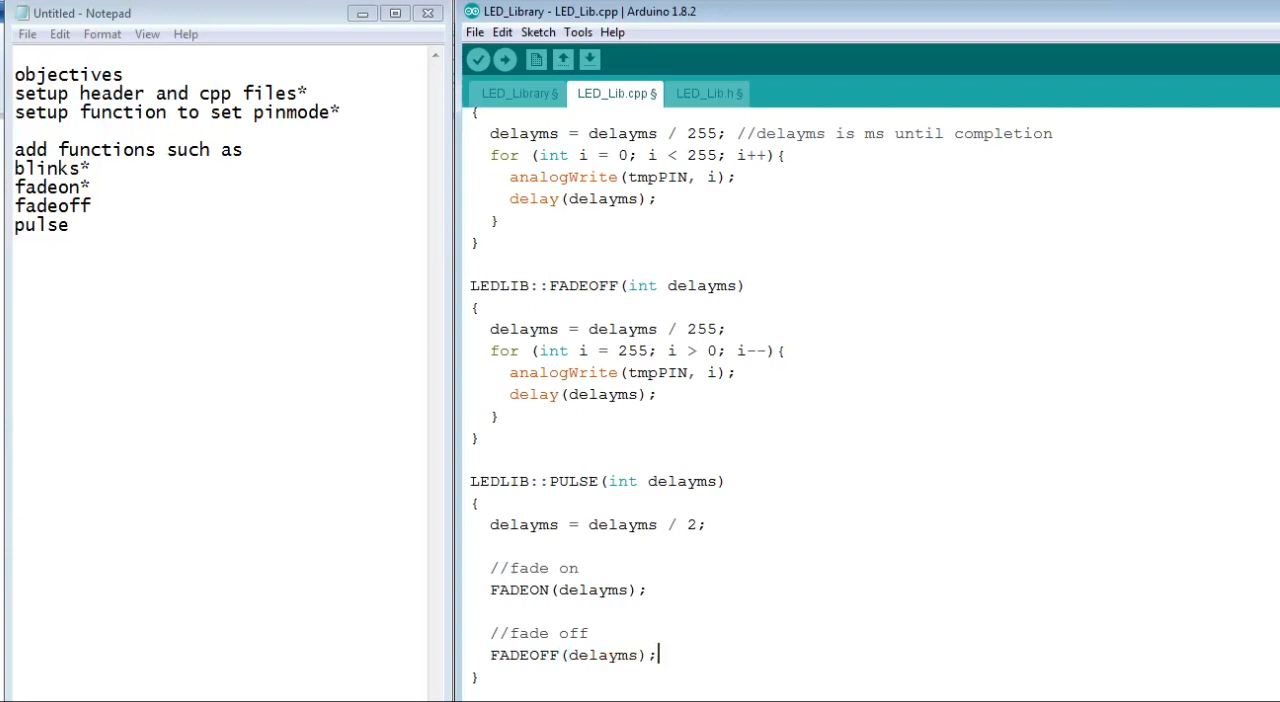 Untitled - Notepad
File Edit Format View Help
objectives
setup header and cpp files*
setup function to set pinmode*
add functions such as
blinks*
fadeon*
fadeoff
pulse
LED_Library - LED_Lib.cpp | Arduino 1.8.2
File Edit Sketch Tools Help
LED_Library § LED_Lib.cpp § LED_Lib.h §
{
delayms = delayms / 255; //delayms is ms until completion
for (int i = 0; i < 255; i++){
analogWrite(tmpPIN, i);
delay(delayms);
}
}
LEDLIB::FADEOFF(int delayms)
{
delayms = delayms / 255;
for (int i = 255; i > 0; i--){
analogWrite(tmpPIN, i);
delay(delayms);
}
}
LEDLIB::PULSE(int delayms)
{
delayms = delayms / 2;
//fade on
FADEON(delayms);
//fade off
FADEOFF(delayms);
}